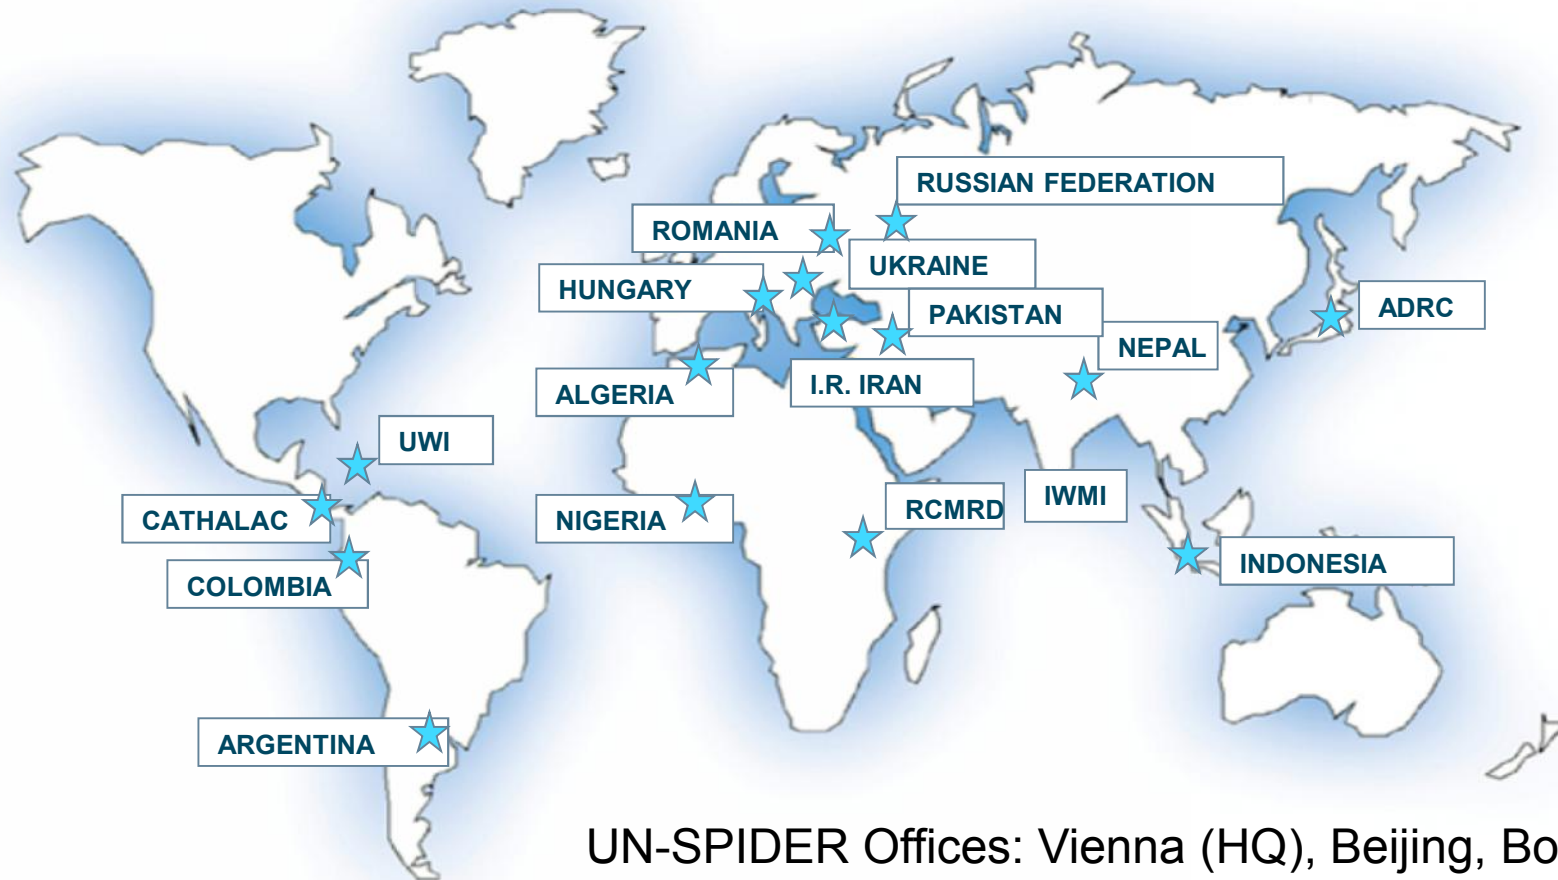 RUSSIAN FEDERATION
ROMANIA
UKRAINE
HUNGARY
PAKISTAN
ADRC
NEPAL
ALGERIA
I.R. IRAN
UWI
CATHALAC
NIGERIA
RCMRD
IWMI
COLOMBIA
INDONESIA
ARGENTINA
UN-SPIDER Offices: Vienna (HQ), Beijing, Bo